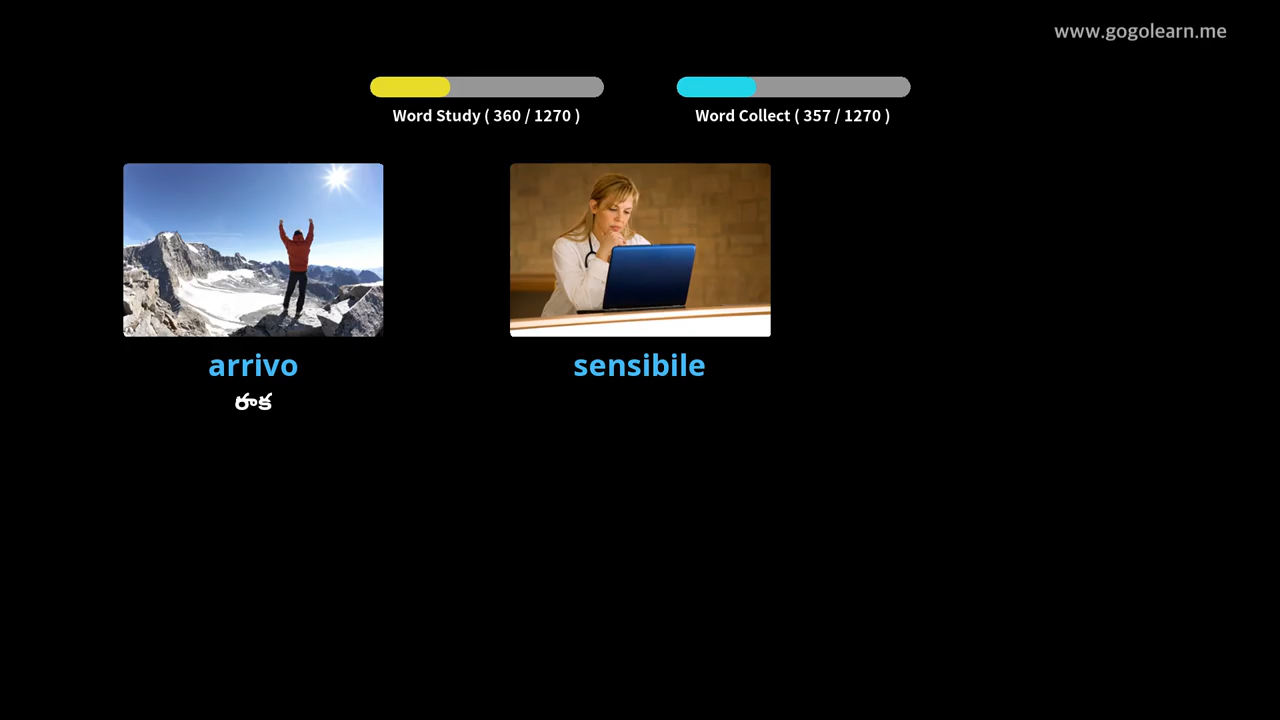 www.gogolearn.me
Word Study ( 360 / 1270 )
Word Collect ( 357 / 1270 )
arrivo
రాక
sensibile